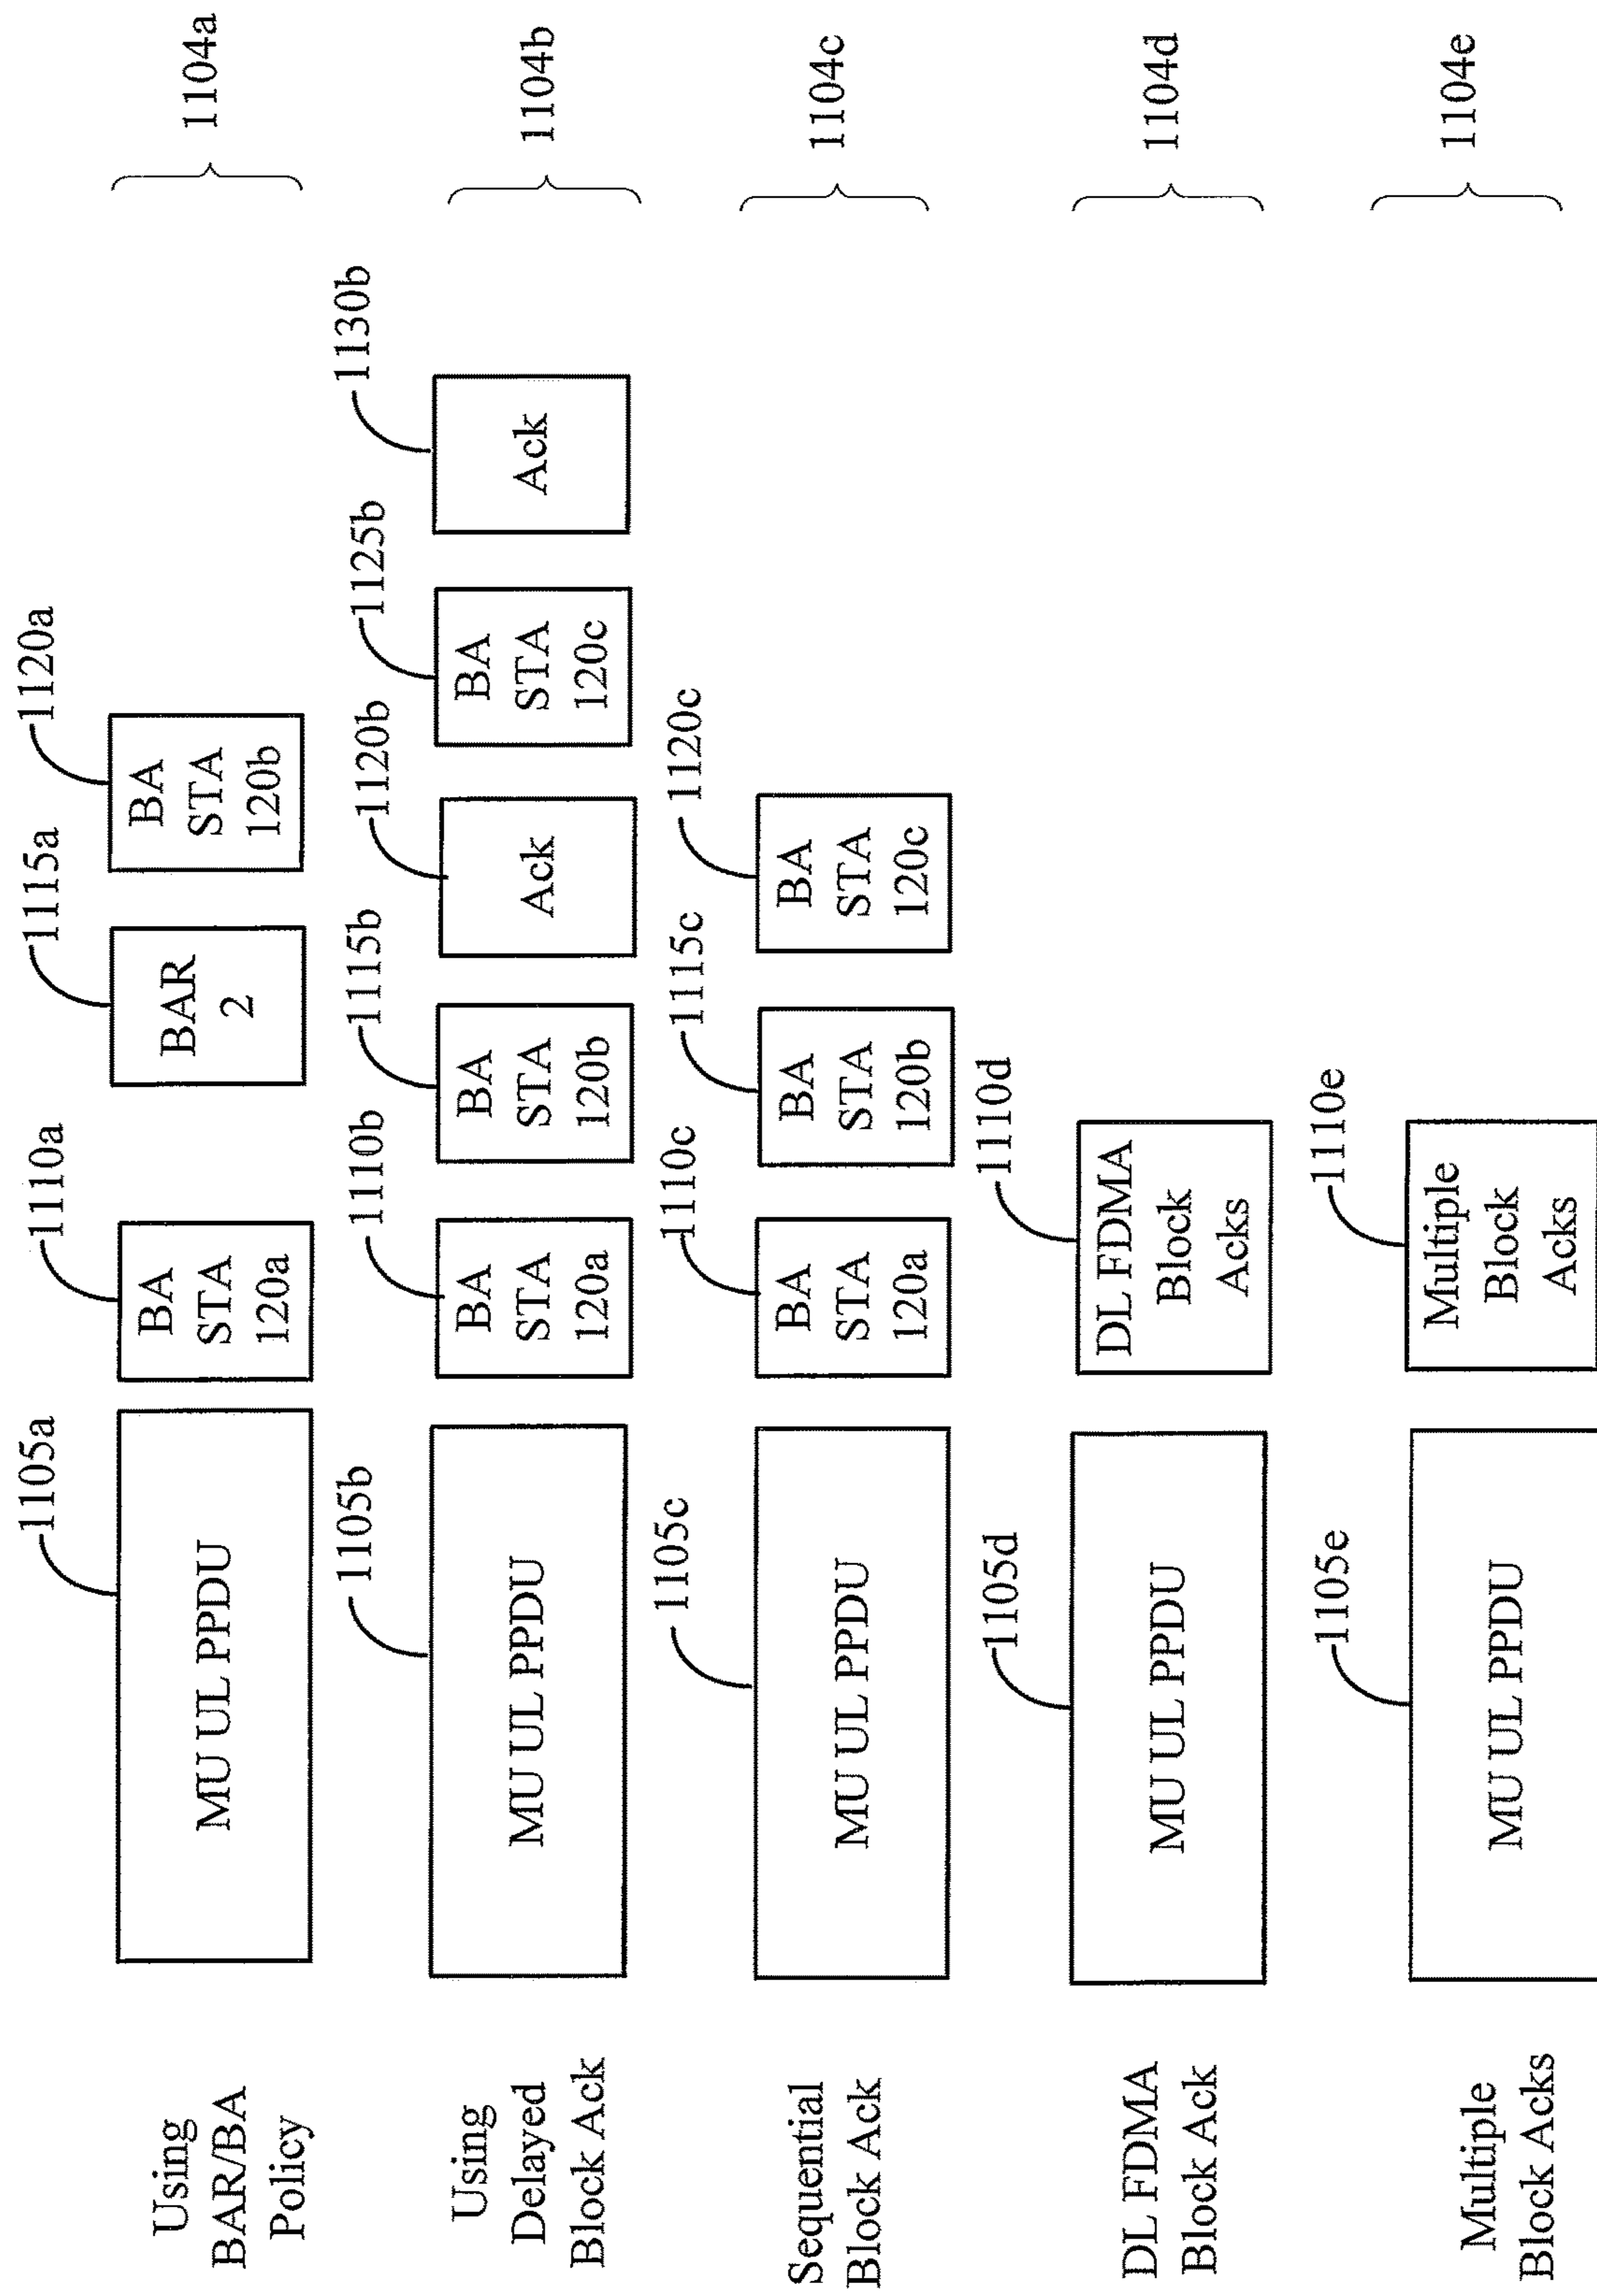 Using
BAR/BA
Policy
1105a
MU UL PPDU
1110a
BA
STA
120a
1115a
BAR
2
1120a
BA
STA
120b
1104a
Using
Delayed
Block Ack
1105b
MU UL PPDU
1110b
BA
STA
120a
1115b
BA
STA
120b
1120b
Ack
1125b
BA
STA
120c
1130b
Ack
1104b
Sequential
Block Ack
1105c
MU UL PPDU
1110c
BA
STA
120a
1115c
BA
STA
120b
1120c
BA
STA
120c
1104c
DL FDMA
Block Ack
1105d
MU UL PPDU
1110d
DL FDMA
Block
Acks
1104d
Multiple
Block Acks
1105e
MU UL PPDU
1110e
Multiple
Block
Acks
1104e